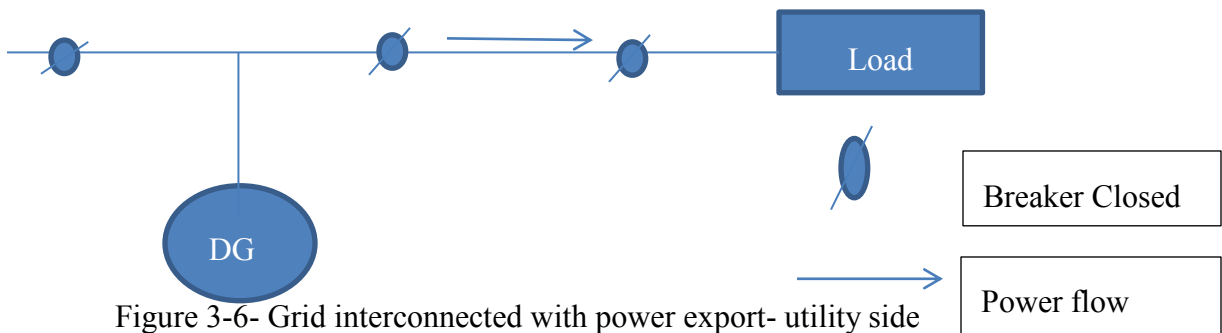 Load
Breaker Closed
DG
Power flow
Figure 3-6- Grid interconnected with power export- utility side